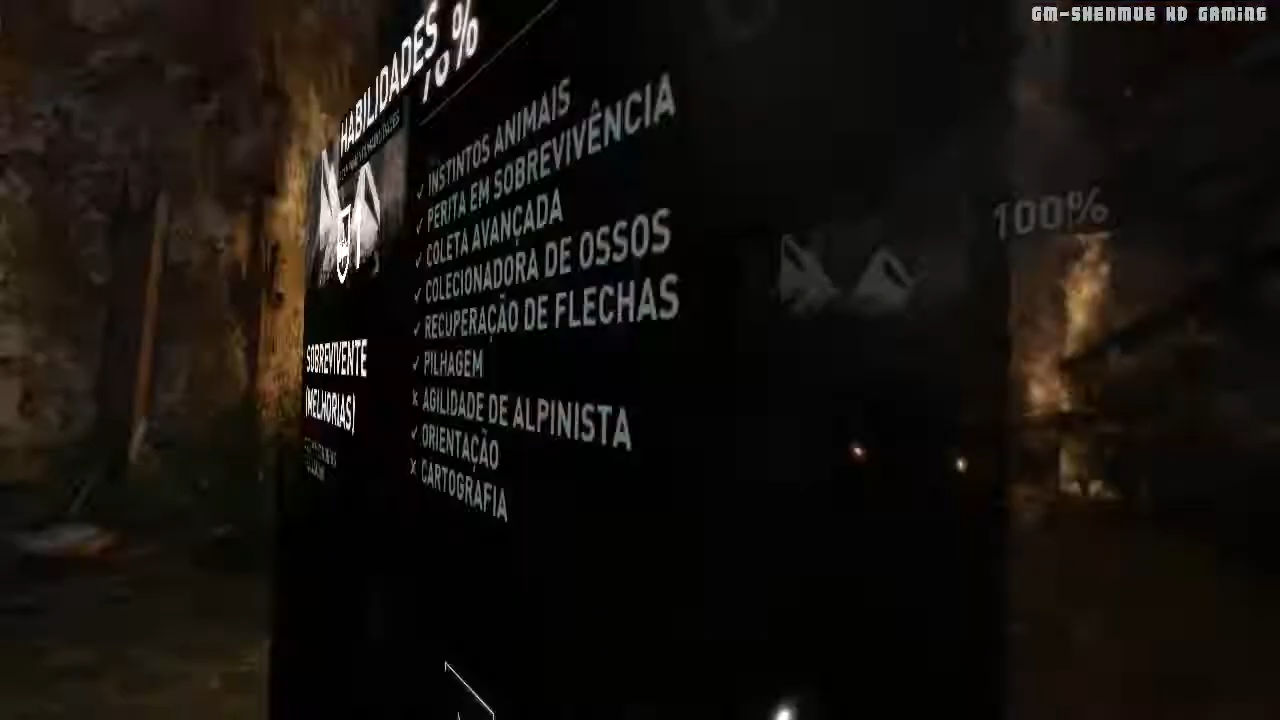 GM-SHENMUE HD GAMING
HABILIDADES
78%
✓ INSTINTOS ANIMAIS
✓ PERITA EM SOBREVIVÊNCIA
✓ COLETA AVANÇADA
✓ COLECIONADORA DE OSSOS
✓ RECUPERAÇÃO DE FLECHAS
✓ PILHAGEM
× AGILIDADE DE ALPINISTA
✓ ORIENTAÇÃO
× CARTOGRAFIA
SOBREVIVENTE
(MELHORIAS)
100%